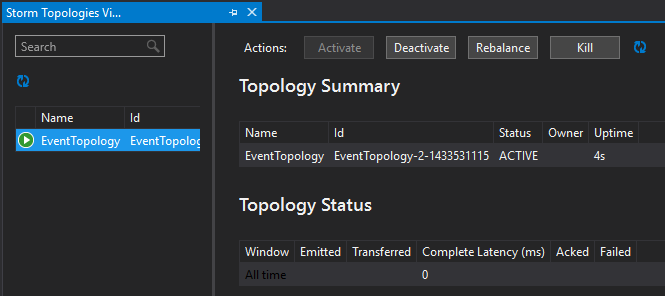 Storm Topologies Vi...
Search
Name Id
EventTopology EventTopolog
Actions: Activate Deactivate Rebalance Kill
Topology Summary
Name Id Status Owner Uptime
EventTopology EventTopology-2-1433531115 ACTIVE 4s
Topology Status
Window Emitted Transferred Complete Latency (ms) Acked Failed
All time 0